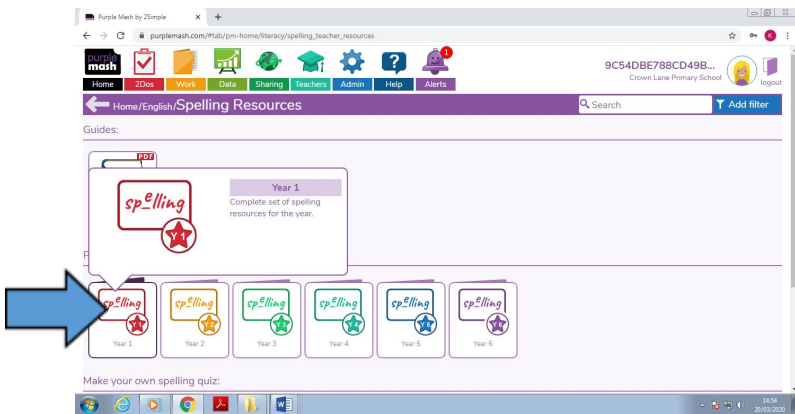 Purple Mash by 2Simple
purplemash.com/#tab/pm-home/literacy/spelling_teacher_resources
K
purple
mash
1
9C54DBE788CD49B...
Crown Lane Primary School
logout
Home 2Dos Work Data Sharing Teachers Admin Help Alerts
Home/English/Spelling Resources
Search
Add filter
Guides:
PDF
spelling
Y 1
Year 1
Complete set of spelling
resources for the year.
spelling spelling spelling spelling spelling spelling
Year 1 Year 2 Year 3 Year 4 Year 5 Year 6
Make your own spelling quiz:
14:54
20/03/2020